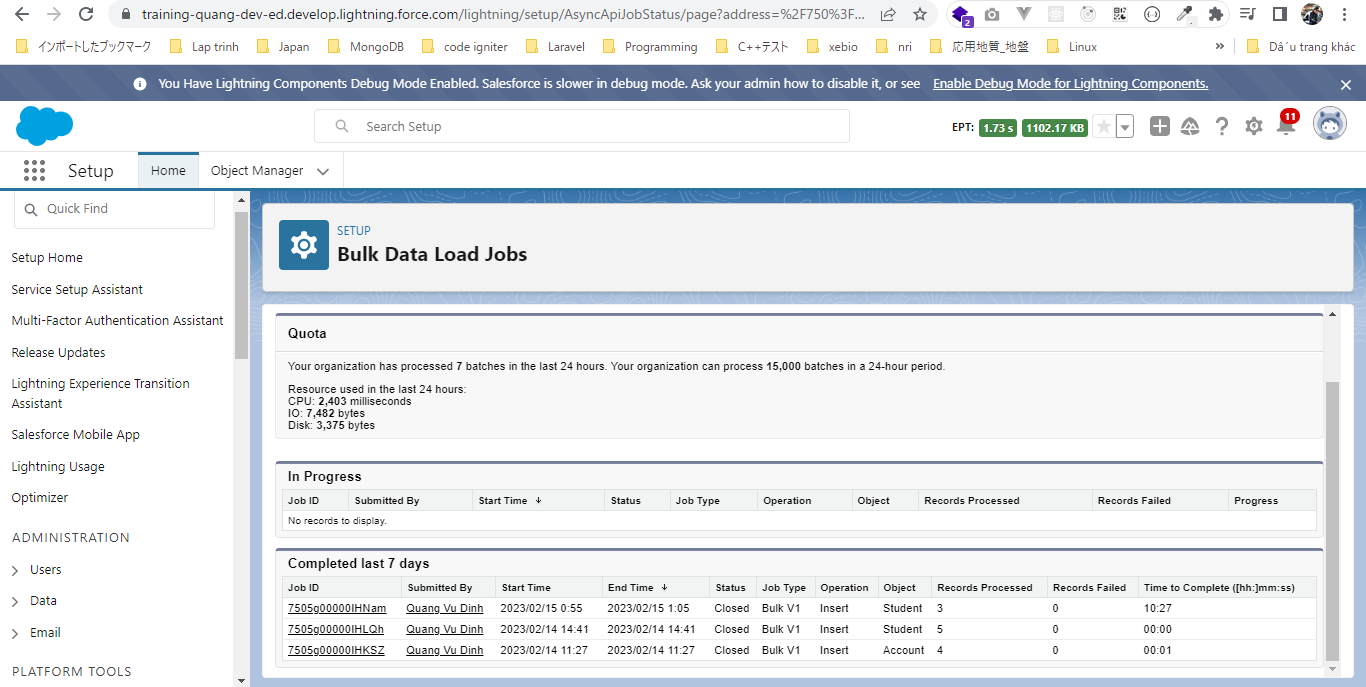 training-quang-dev-ed.develop.lightning.force.com/lightning/setup/AsyncApiJobStatus/page?address=%2F750%3F...
2
インポートしたブックマーク Lap trinh Japan MongoDB code igniter Laravel Programming C++テスト xebio nri 応用地質_地盤 Linux » Dấu trang khác
You Have Lightning Components Debug Mode Enabled. Salesforce is slower in debug mode. Ask your admin how to disable it, or see Enable Debug Mode for Lightning Components.
Search Setup
EPT: 1.73 s 1102.17 KB
11
Setup Home Object Manager
Quick Find
Setup Home
Service Setup Assistant
Multi-Factor Authentication Assistant
Release Updates
Lightning Experience Transition
Assistant
Salesforce Mobile App
Lightning Usage
Optimizer
ADMINISTRATION
Users
Data
Email
PLATFORM TOOLS
SETUP
Bulk Data Load Jobs
Quota
Your organization has processed 7 batches in the last 24 hours. Your organization can process 15,000 batches in a 24-hour period.
Resource used in the last 24 hours:
CPU: 2,403 milliseconds
IO: 7,482 bytes
Disk: 3,375 bytes
In Progress
Job ID Submitted By Start Time ↓ Status Job Type Operation Object Records Processed Records Failed Progress
No records to display.
Completed last 7 days
Job ID Submitted By Start Time End Time ↓ Status Job Type Operation Object Records Processed Records Failed Time to Complete ([hh:]mm:ss)
7505g00000IHNam Quang Vu Dinh 2023/02/15 0:55 2023/02/15 1:05 Closed Bulk V1 Insert Student 3 0 10:27
7505g00000IHLQh Quang Vu Dinh 2023/02/14 14:41 2023/02/14 14:41 Closed Bulk V1 Insert Student 5 0 00:00
7505g00000IHKSZ Quang Vu Dinh 2023/02/14 11:27 2023/02/14 11:27 Closed Bulk V1 Insert Account 4 0 00:01